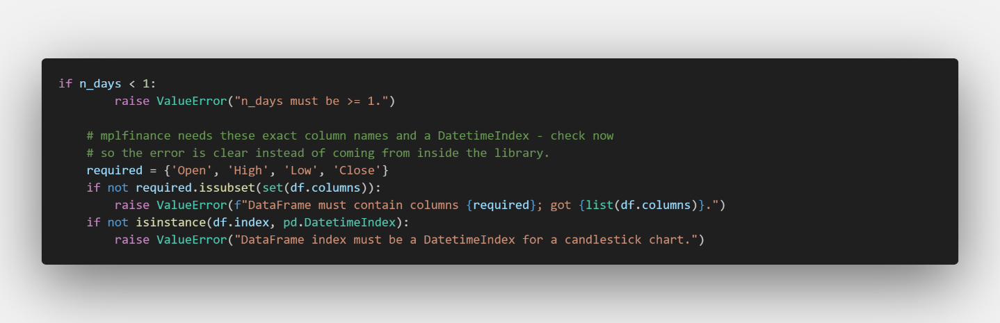 if n_days < 1:
        raise ValueError("n_days must be >= 1.")

    # mplfinance needs these exact column names and a DatetimeIndex - check now
    # so the error is clear instead of coming from inside the library.
    required = {'Open', 'High', 'Low', 'Close'}
    if not required.issubset(set(df.columns)):
        raise ValueError(f"DataFrame must contain columns {required}; got {list(df.columns)}.")
    if not isinstance(df.index, pd.DatetimeIndex):
        raise ValueError("DataFrame index must be a DatetimeIndex for a candlestick chart.")